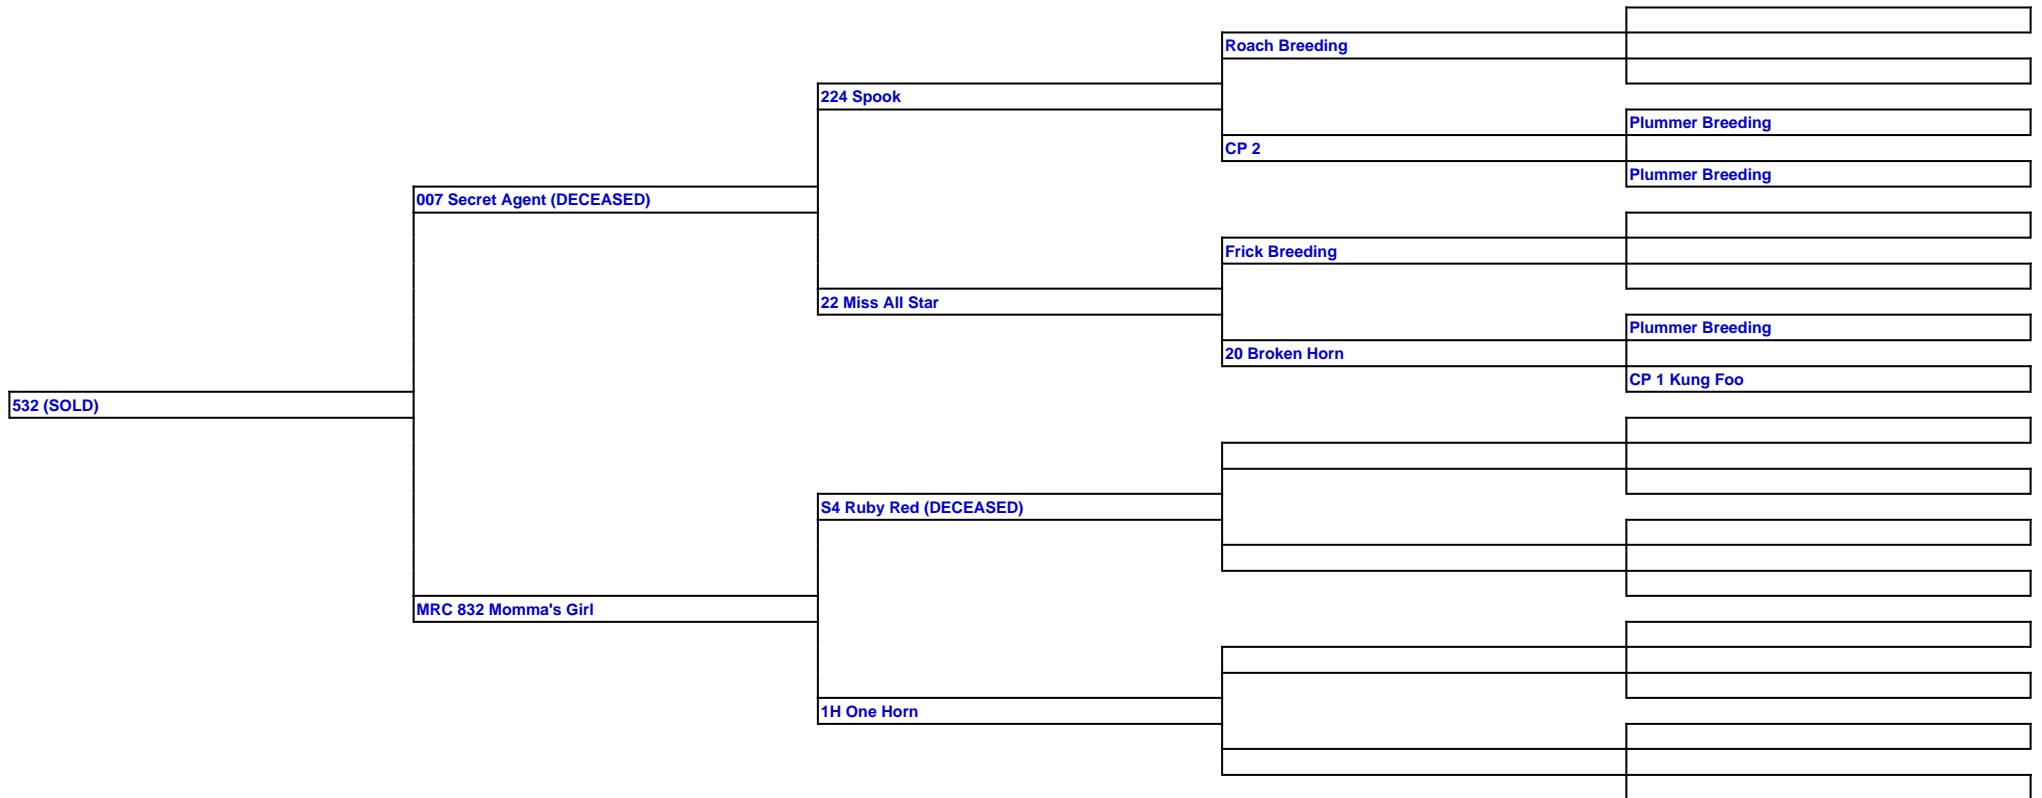 Roach Breeding
224 Spook
Plummer Breeding
CP 2
Plummer Breeding
007 Secret Agent (DECEASED)
Frick Breeding
22 Miss All Star
Plummer Breeding
20 Broken Horn
CP 1 Kung Foo
532 (SOLD)
S4 Ruby Red (DECEASED)
MRC 832 Momma's Girl
1H One Horn